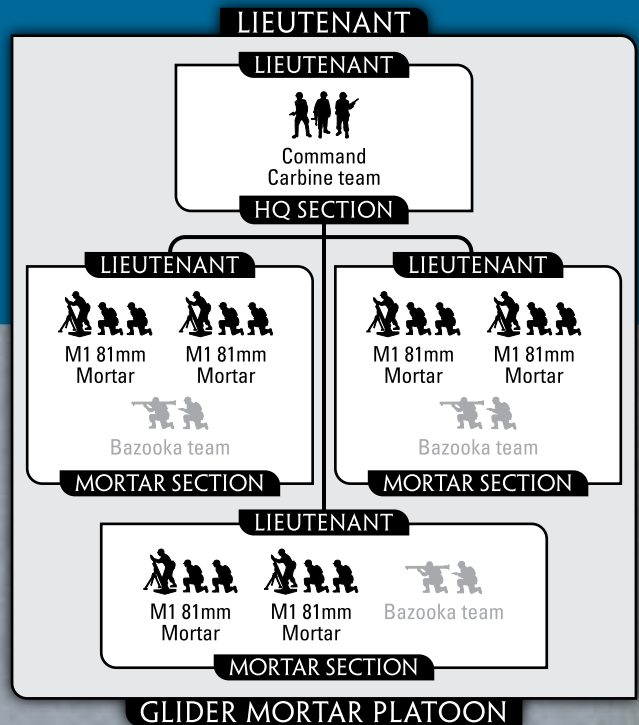 LIEUTENANT
LIEUTENANT
Command
Carbine team
HQ SECTION
LIEUTENANT
M1 81mm
Mortar
M1 81mm
Mortar
Bazooka team
MORTAR SECTION
LIEUTENANT
M1 81mm
Mortar
M1 81mm
Mortar
Bazooka team
MORTAR SECTION
LIEUTENANT
M1 81mm
Mortar
M1 81mm
Mortar
Bazooka team
MORTAR SECTION
GLIDER MORTAR PLATOON